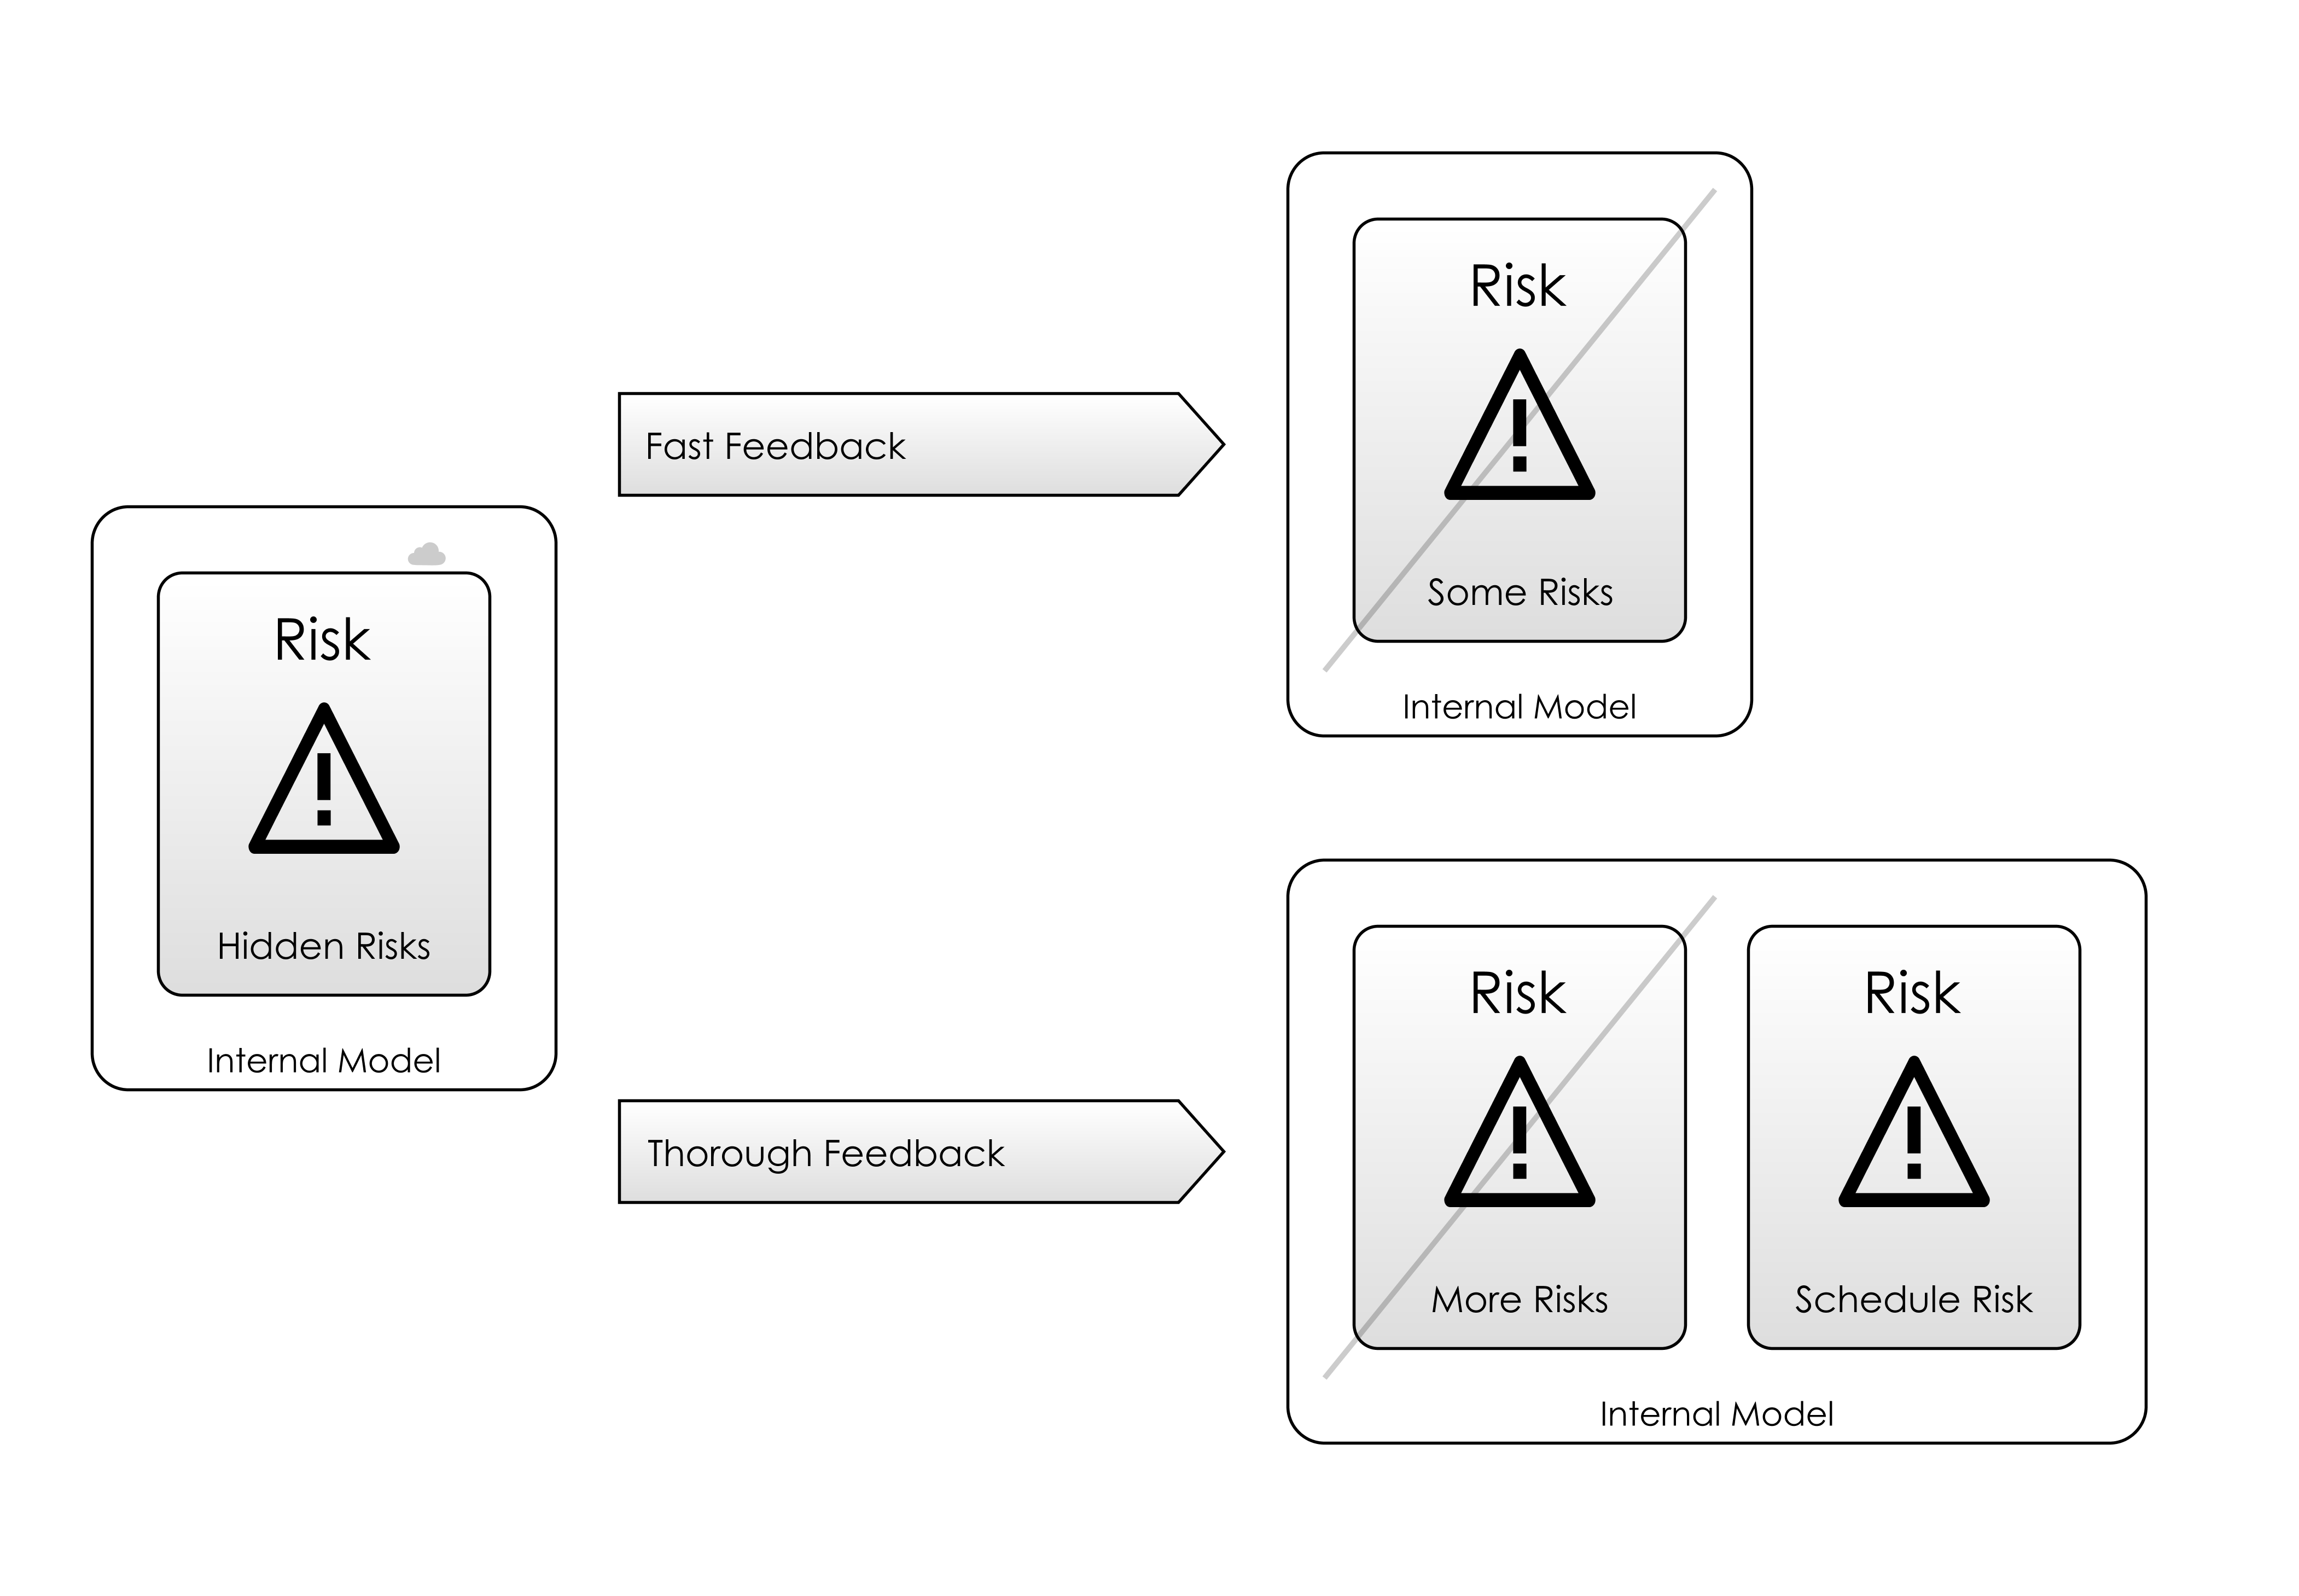 Risk
Hidden Risks
Internal Model
Fast Feedback
Risk
Some Risks
Internal Model
Thorough Feedback
Risk
More Risks
Risk
Schedule Risk
Internal Model